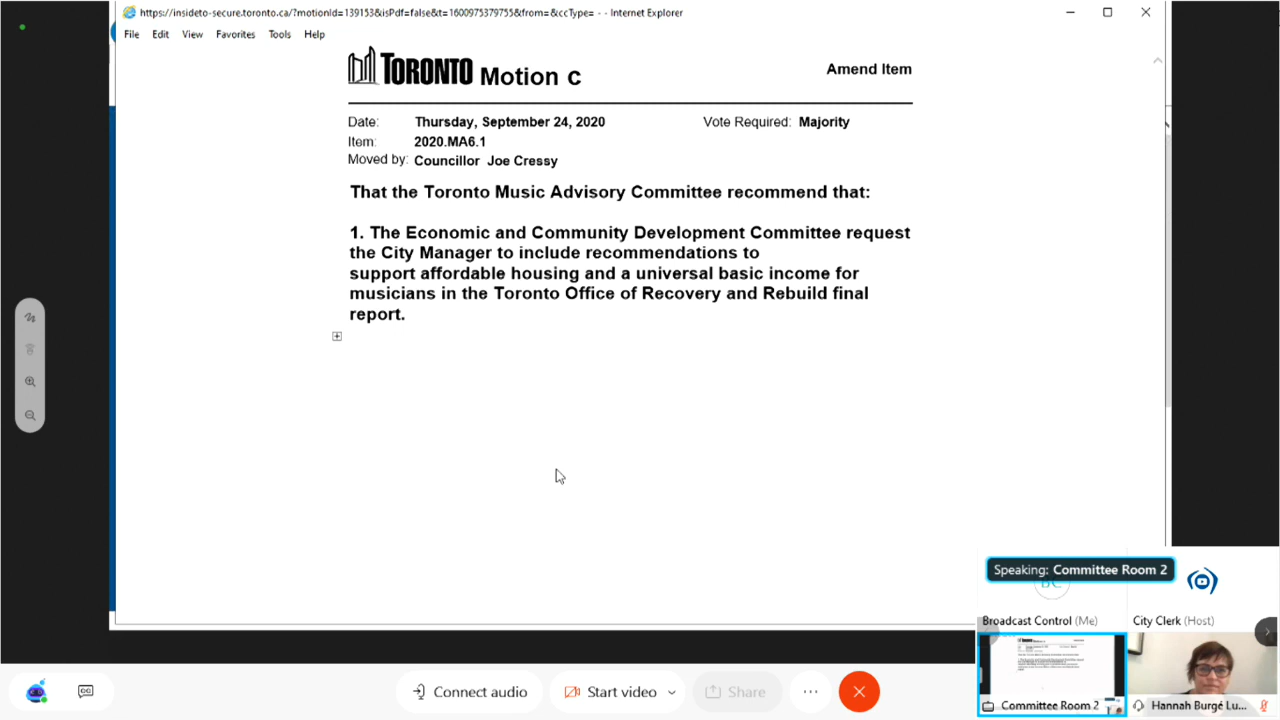 https://insideto-secure.toronto.ca/?motionId=139153&isPdf=false&t=1600975379755&from=&ccType= - - Internet Explorer
File Edit View Favorites Tools Help
TORONTO Motion c
Amend Item
Date: Thursday, September 24, 2020
Vote Required: Majority
Item: 2020.MA6.1
Moved by: Councillor Joe Cressy
That the Toronto Music Advisory Committee recommend that:
1. The Economic and Community Development Committee request
the City Manager to include recommendations to
support affordable housing and a universal basic income for
musicians in the Toronto Office of Recovery and Rebuild final
report.
Speaking: Committee Room 2
BC
Broadcast Control (Me)
City Clerk (Host)
Committee Room 2
Hannah Burgé Lu...
Connect audio
Start video
Share